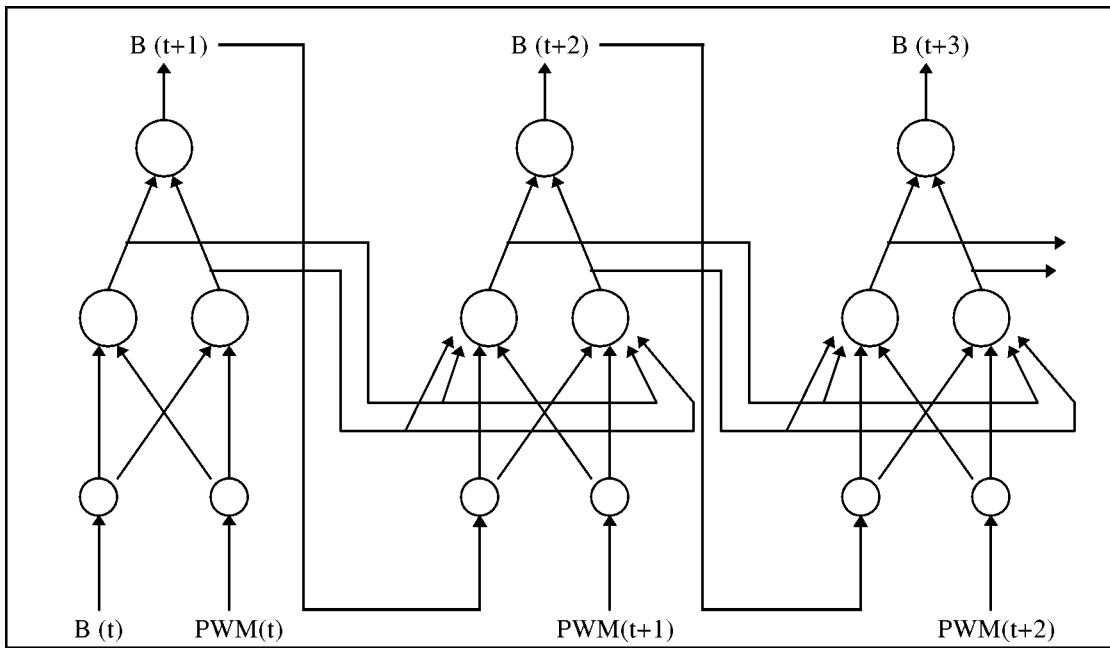 B (t+1)
B (t+2)
B (t+3)
B (t)
PWM(t)
PWM(t+1)
PWM(t+2)